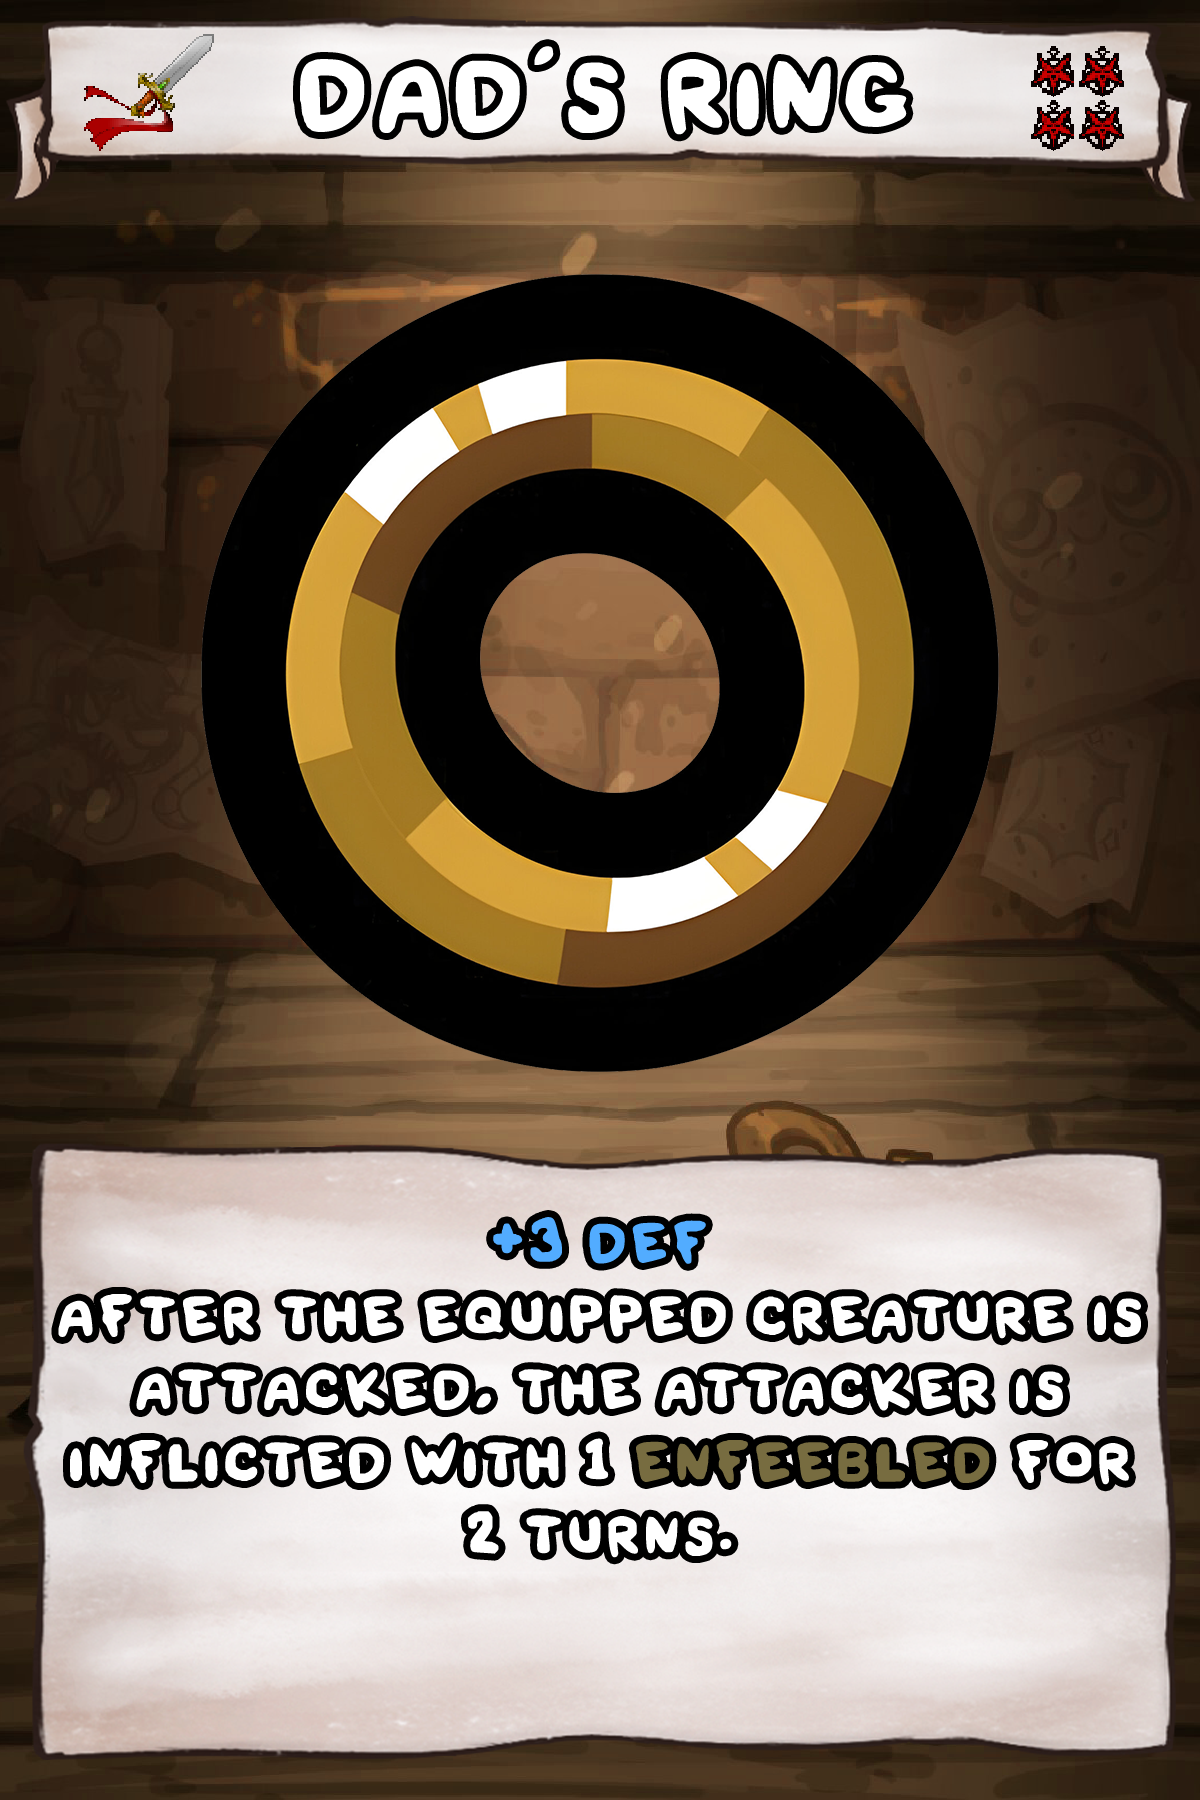 DAD'S RING
+3 DEF
AFTER THE EQUIPPED CREATURE IS
ATTACKED. THE ATTACKER IS
INFLICTED WITH 1 ENFEEBLED FOR
2 TURNS.